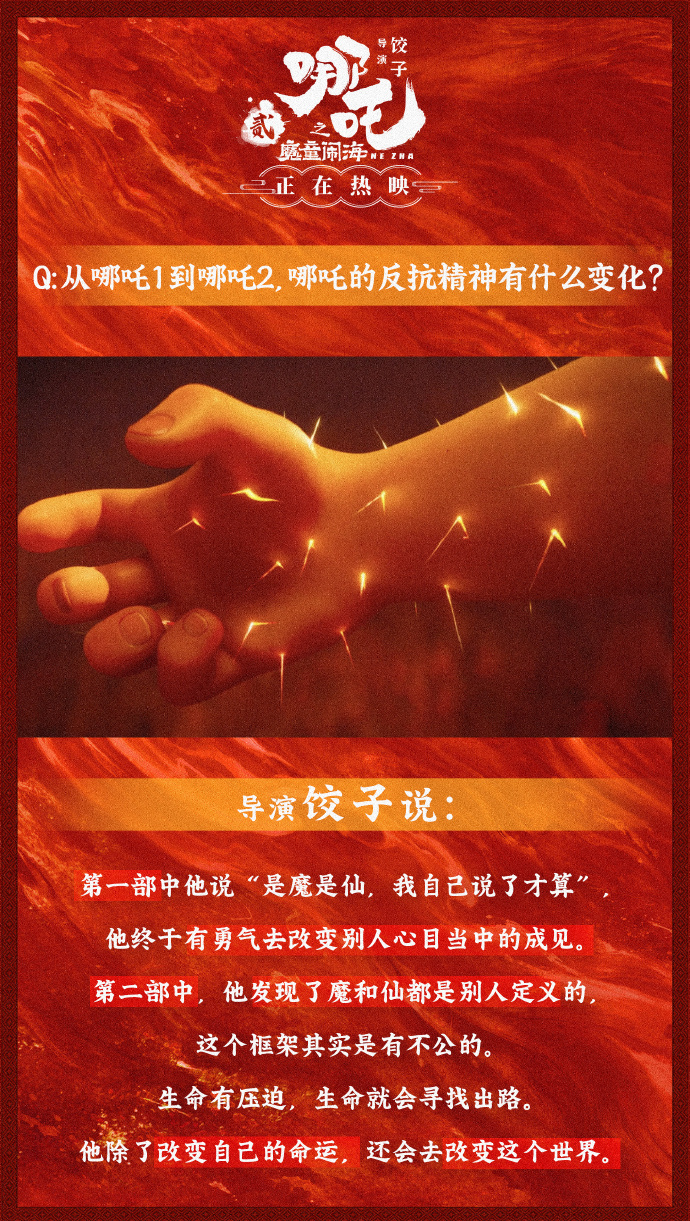 导演
饺子
哪吒
贰
之
魔童闹海
NE ZHA
正在热映
Q:从哪吒1到哪吒2,哪吒的反抗精神有什么变化?
导演饺子说:
第一部中他说“是魔是仙，我自己说了才算”，
他终于有勇气去改变别人心目当中的成见。
第二部中，他发现了魔和仙都是别人定义的，
这个框架其实是有不公的。
生命有压迫，生命就会寻找出路。
他除了改变自己的命运，还会去改变这个世界。